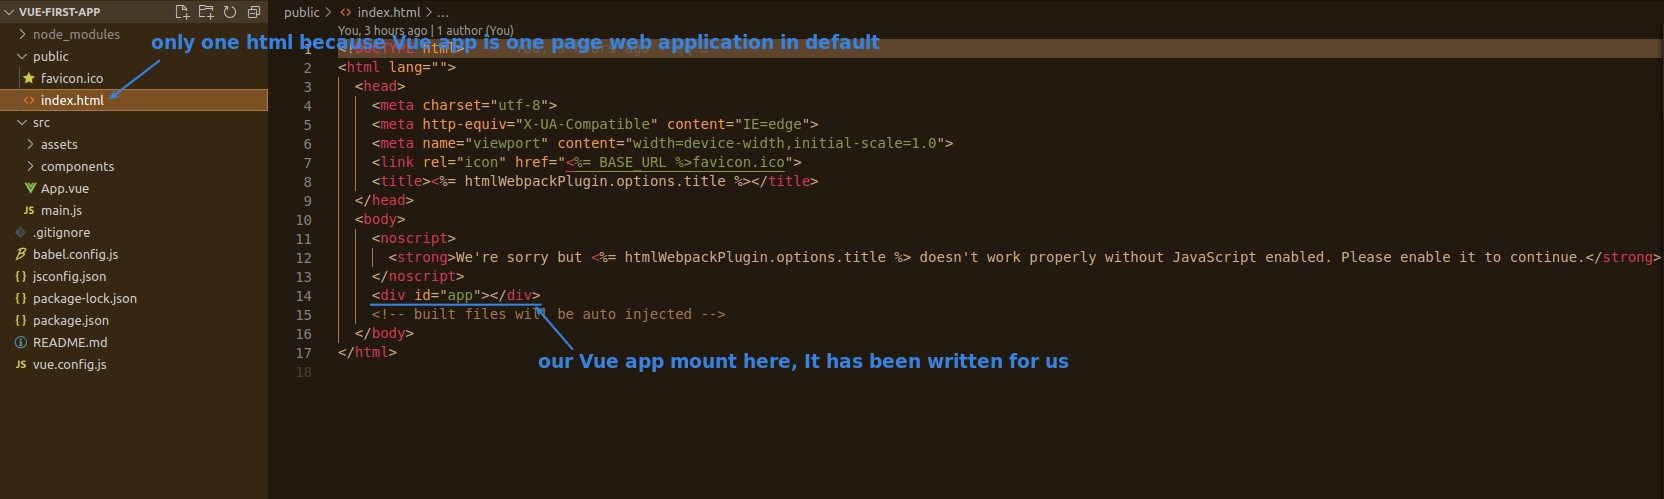 VUE-FIRST-APP
node_modules
public
favicon.ico
index.html
src
assets
components
App.vue
JS main.js
.gitignore
babel.config.js
{} jsconfig.json
{} package-lock.json
{} package.json
README.md
JS vue.config.js
public > <> index.html > ...
You, 3 hours ago | 1 author (You)
only one html because Vue app is one page web application in default
1 <!DOCTYPE html>
2 <html lang="">
3 <head>
4 <meta charset="utf-8">
5 <meta http-equiv="X-UA-Compatible" content="IE=edge">
6 <meta name="viewport" content="width=device-width,initial-scale=1.0">
7 <link rel="icon" href="<%= BASE_URL %>favicon.ico">
8 <title><%= htmlWebpackPlugin.options.title %></title>
9 </head>
10 <body>
11 <noscript>
12 <strong>We're sorry but <%= htmlWebpackPlugin.options.title %> doesn't work properly without JavaScript enabled. Please enable it to continue.</strong>
13 </noscript>
14 <div id="app"></div>
15 <!-- built files will be auto injected -->
16 </body>
17 </html>
18
our Vue app mount here, It has been written for us